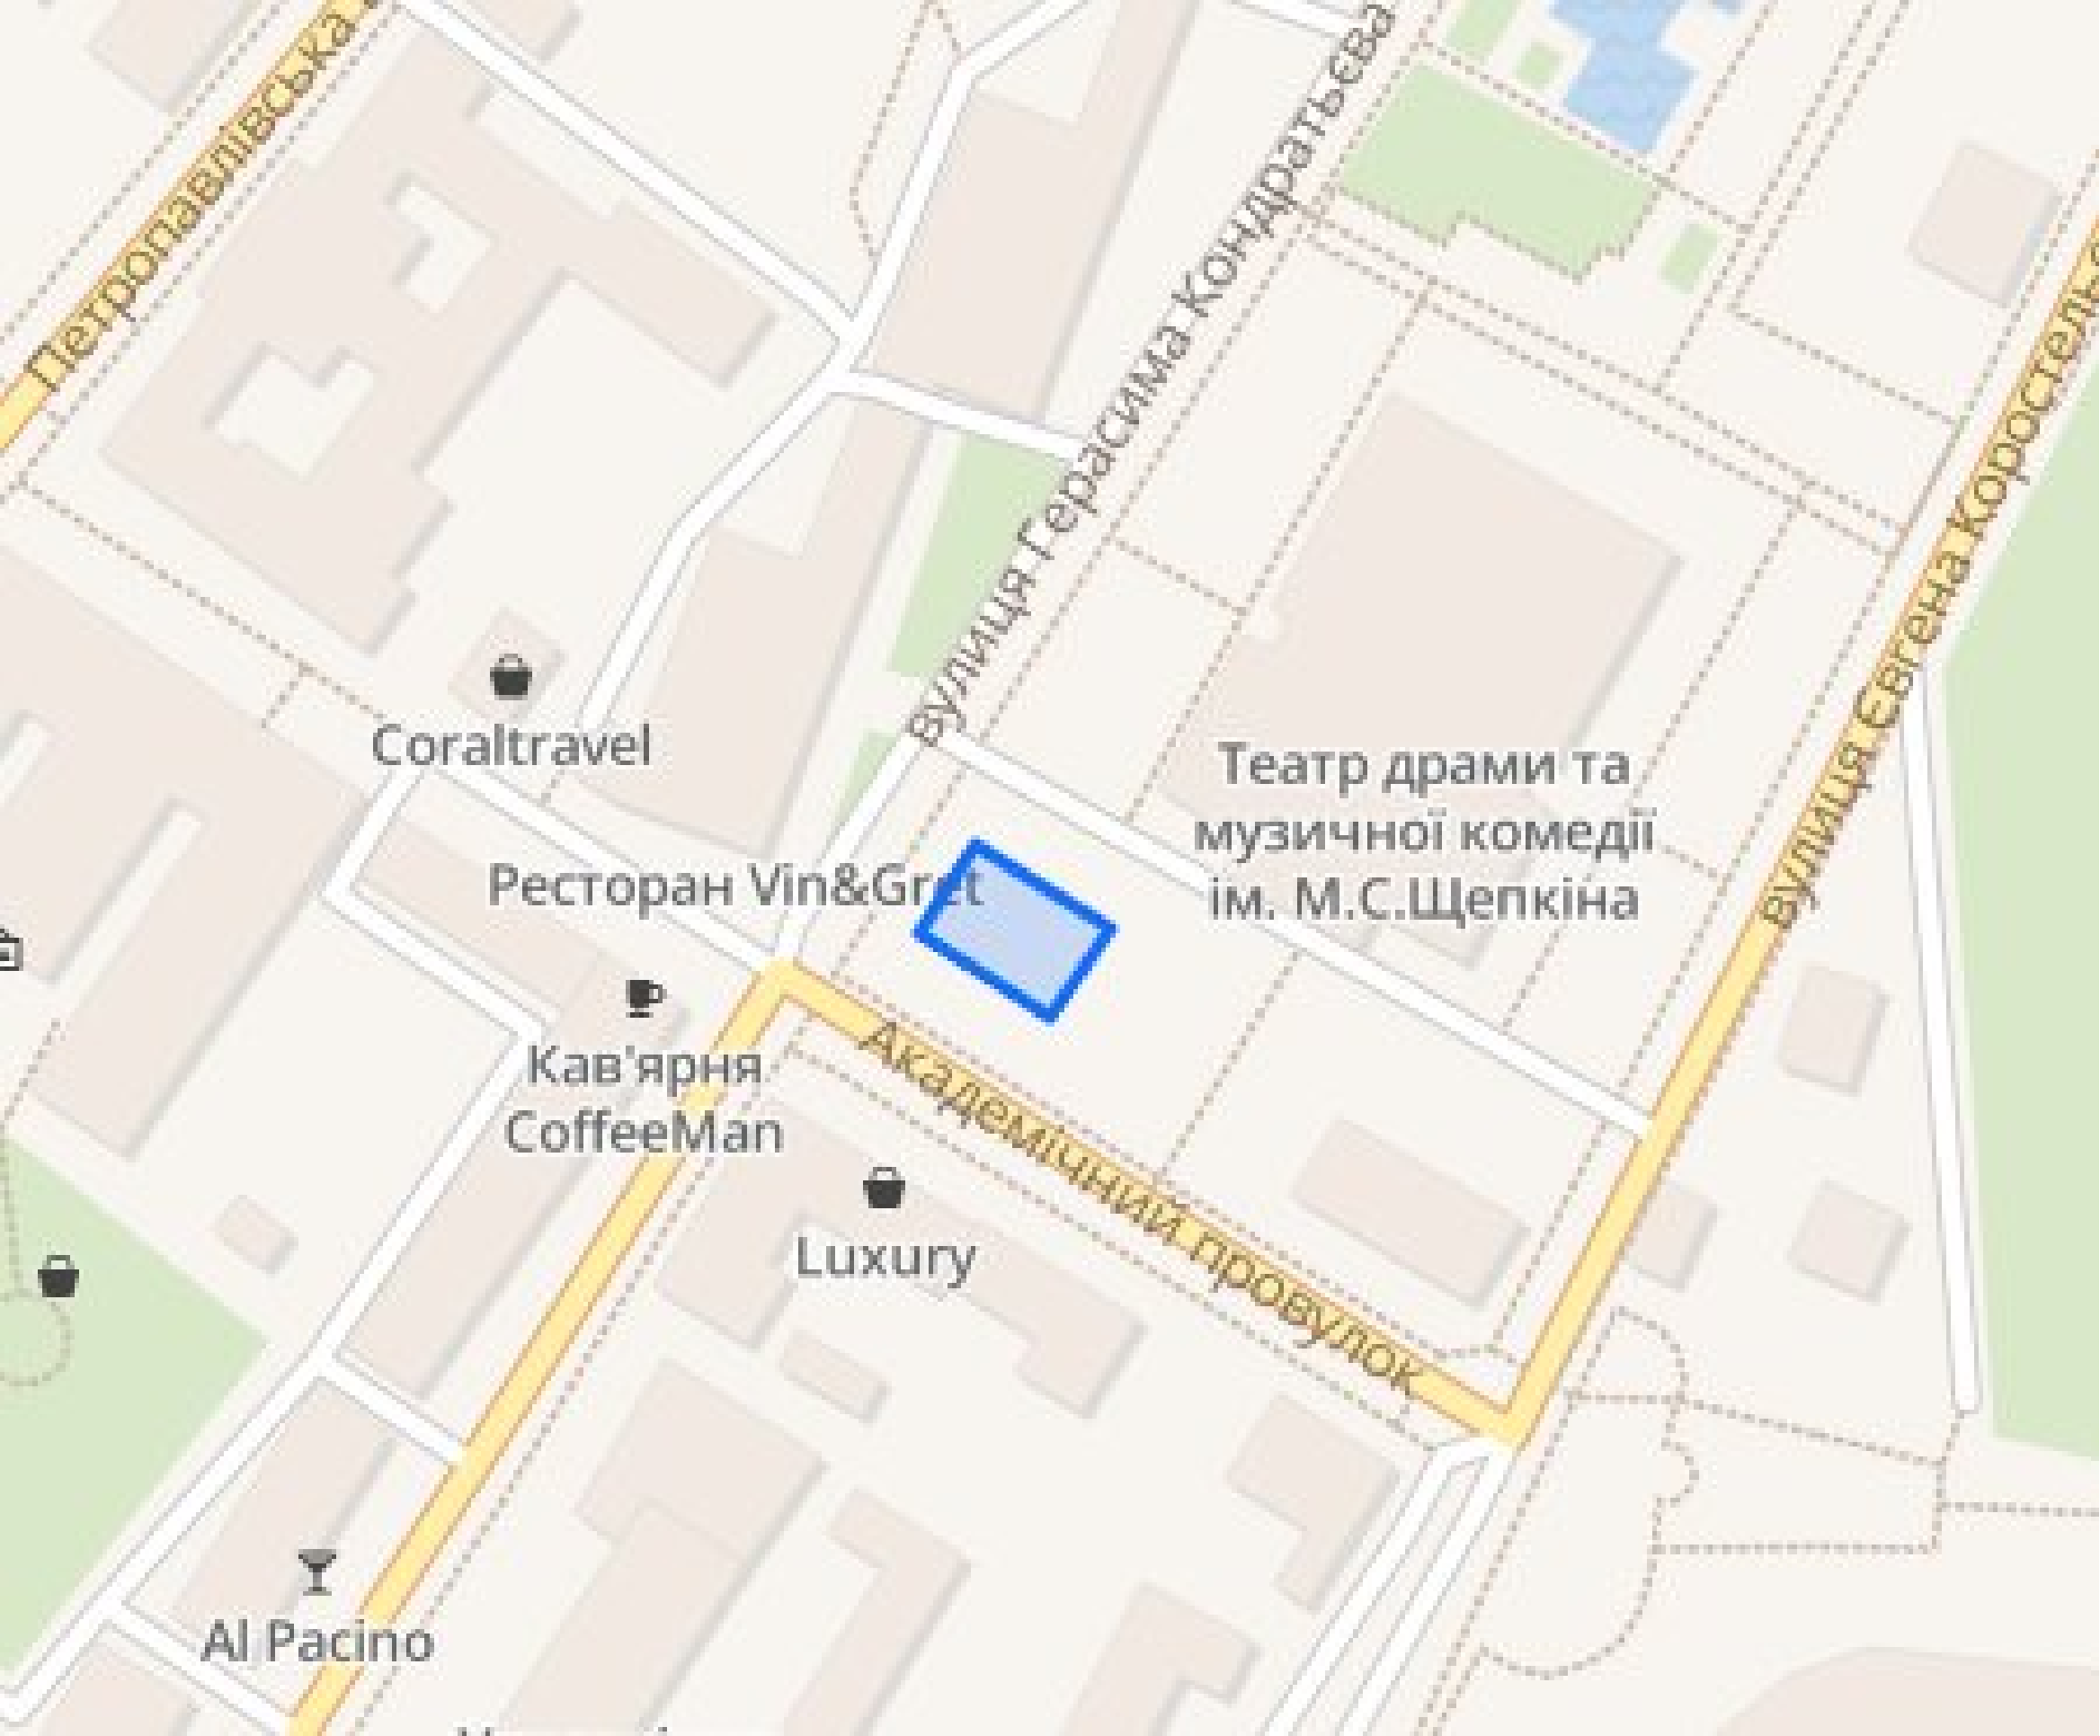 Петропавлівська
вулиця Герасима Кондратьєва
вулиця Євгена
Coraltravel
Театр драми та
музичної комедії
ім. М.С.Щепкіна
Ресторан Vin&Gret
Кав'ярня
CoffeeMan
Академічний провулок
Luxury
Al Pacino